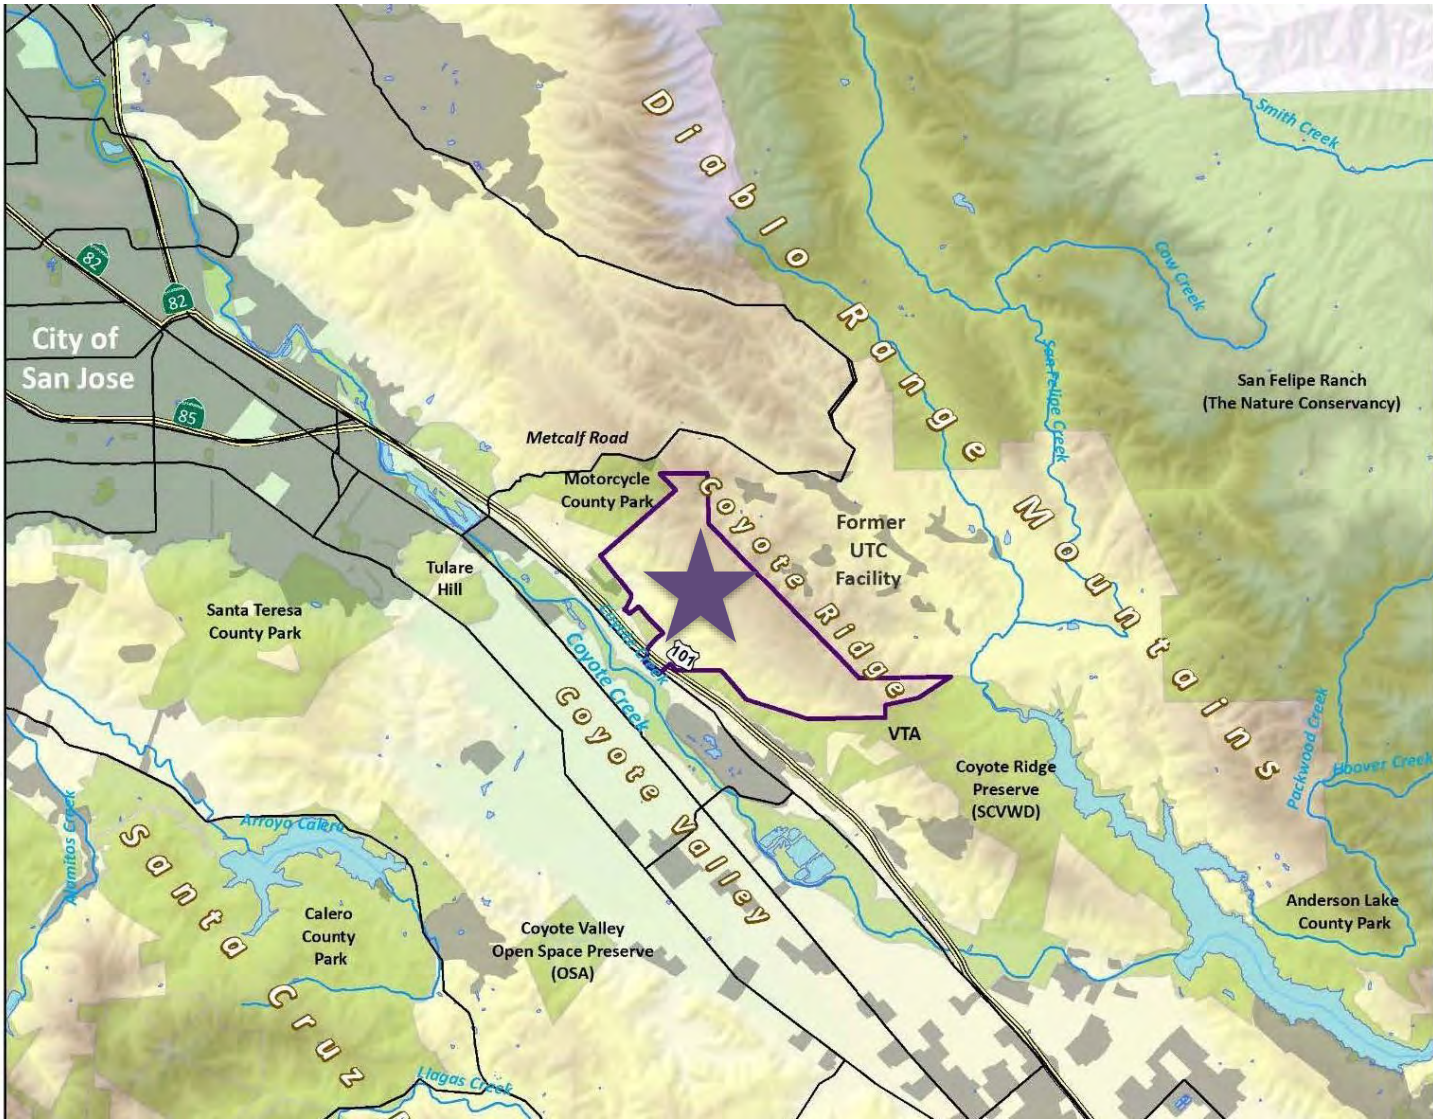 Diablo Range Mountains
Smith Creek
Cow Creek
82
82
City of
San Jose
San Felipe Creek
San Felipe Ranch
(The Nature Conservancy)
85
Metcalf Road
Motorcycle
County Park
Coyote Ridge
Former
UTC
Facility
Tulare
Hill
Santa Teresa
County Park
101
Coyote Creek
Coyote Valley
VTA
Coyote Ridge
Preserve
(SCVWD)
Packwood Creek
Hoover Creek
Alamitos Creek
Arroyo Calero
Santa Cruz
Calero
County
Park
Coyote Valley
Open Space Preserve
(OSA)
Anderson Lake
County Park
Llagas Creek